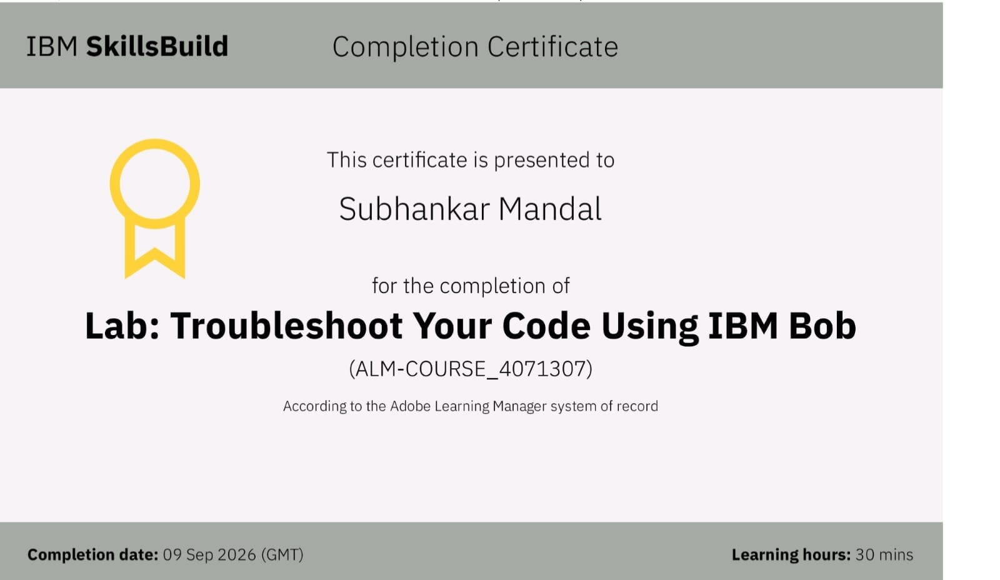 IBM SkillsBuild
Completion Certificate
This certificate is presented to
Subhankar Mandal
for the completion of
Lab: Troubleshoot Your Code Using IBM Bob
(ALM-COURSE_4071307)
According to the Adobe Learning Manager system of record
Completion date: 09 Sep 2026 (GMT)
Learning hours: 30 mins